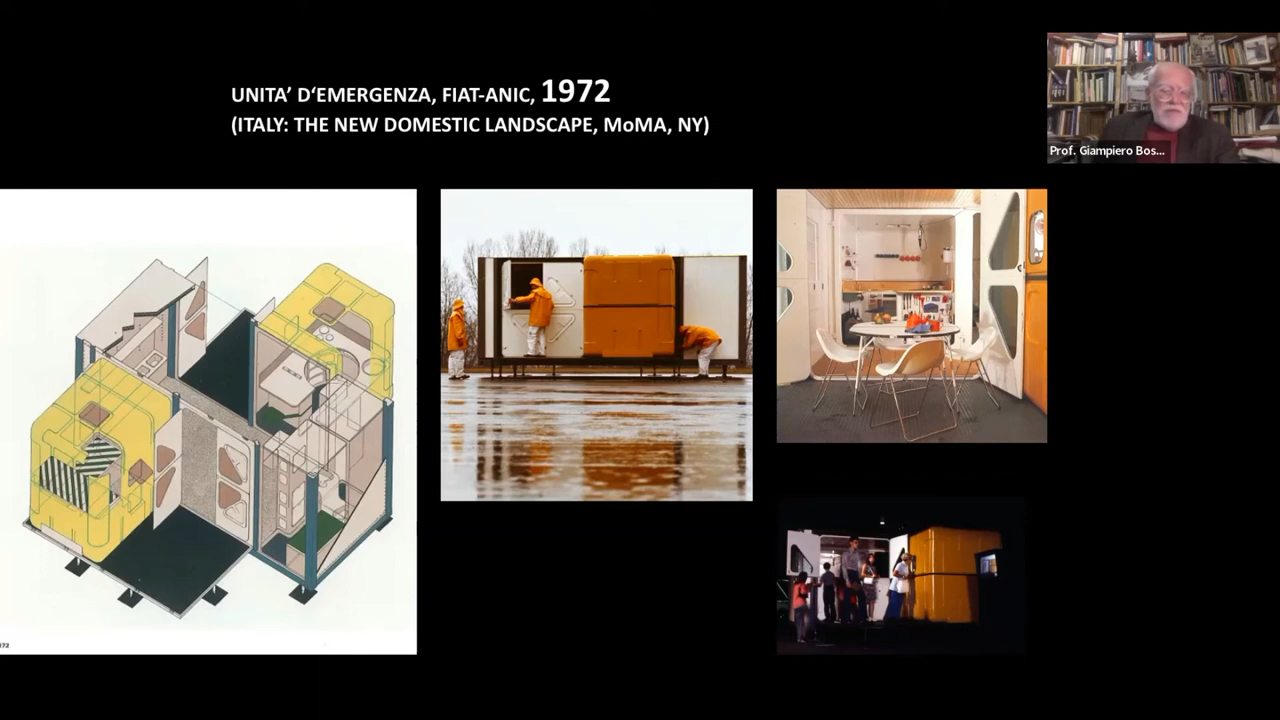 UNITA’ D‘EMERGENZA, FIAT-ANIC, 1972
(ITALY: THE NEW DOMESTIC LANDSCAPE, MoMA, NY)
Prof. Giampiero Bos...